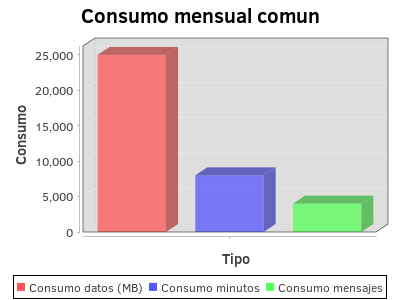 Consumo mensual comun
25,000
20,000
15,000
10,000
5,000
0
Consumo
Tipo
Consumo datos (MB) Consumo minutos Consumo mensajes